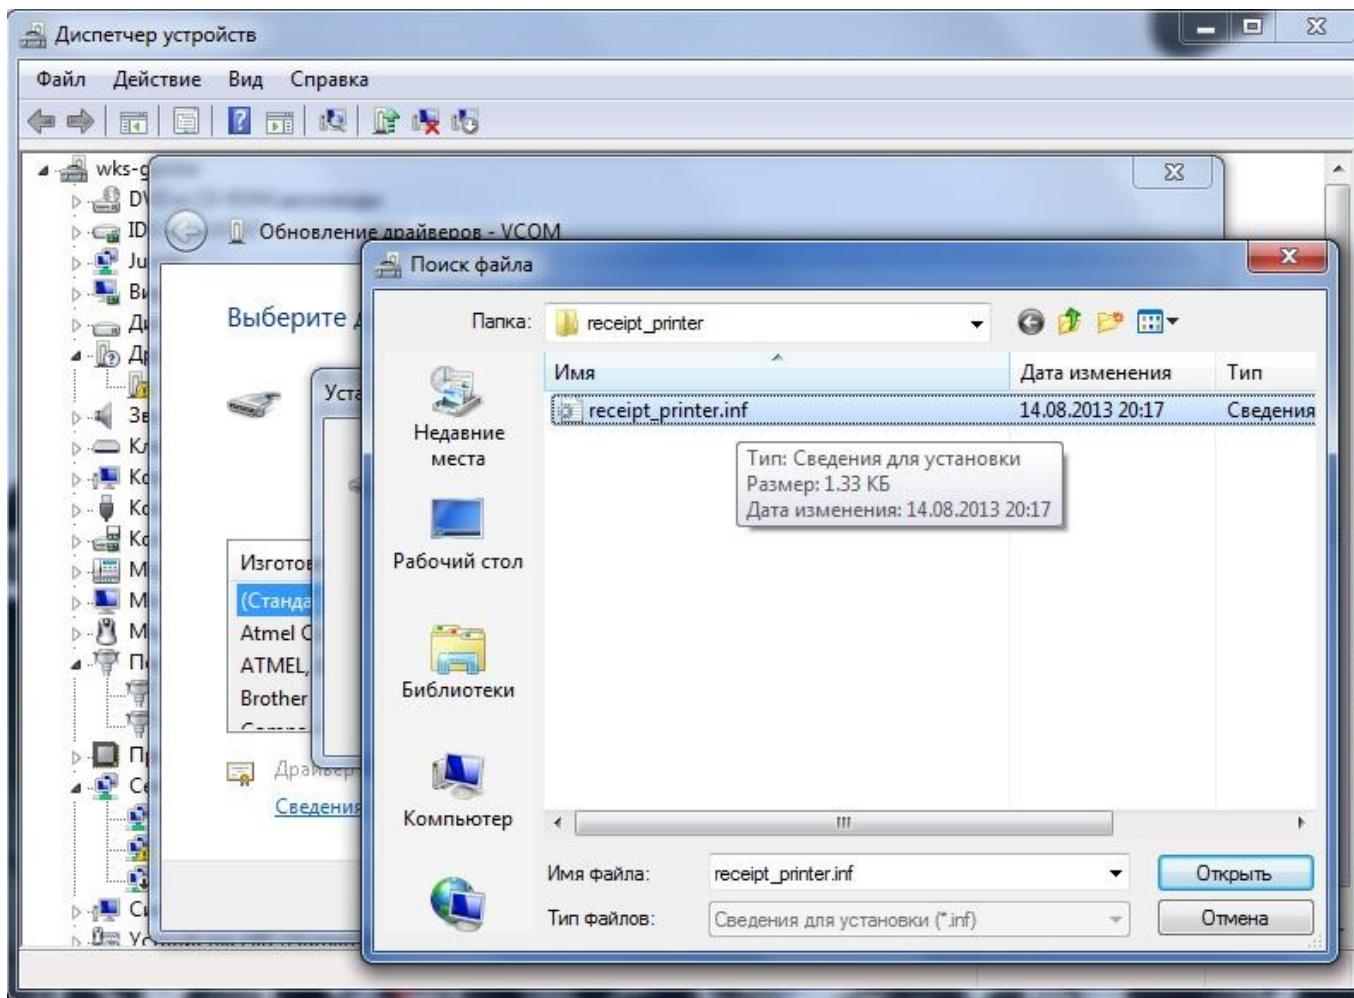 Диспетчер устройств
Файл Действие Вид Справка
Обновление драйверов - VCOM
Поиск файла
Выберите
Папка: receipt_printer
Имя Дата изменения Тип
receipt_printer.inf 14.08.2013 20:17 Сведения
Тип: Сведения для установки
Размер: 1.33 КБ
Дата изменения: 14.08.2013 20:17
Недавние
места
Рабочий стол
Библиотеки
Компьютер
(Станда
Atmel
ATMEL,
Brother
Драйвер
Сведения
Имя файла: receipt_printer.inf Открыть
Тип файлов: Сведения для установки (*.inf) Отмена